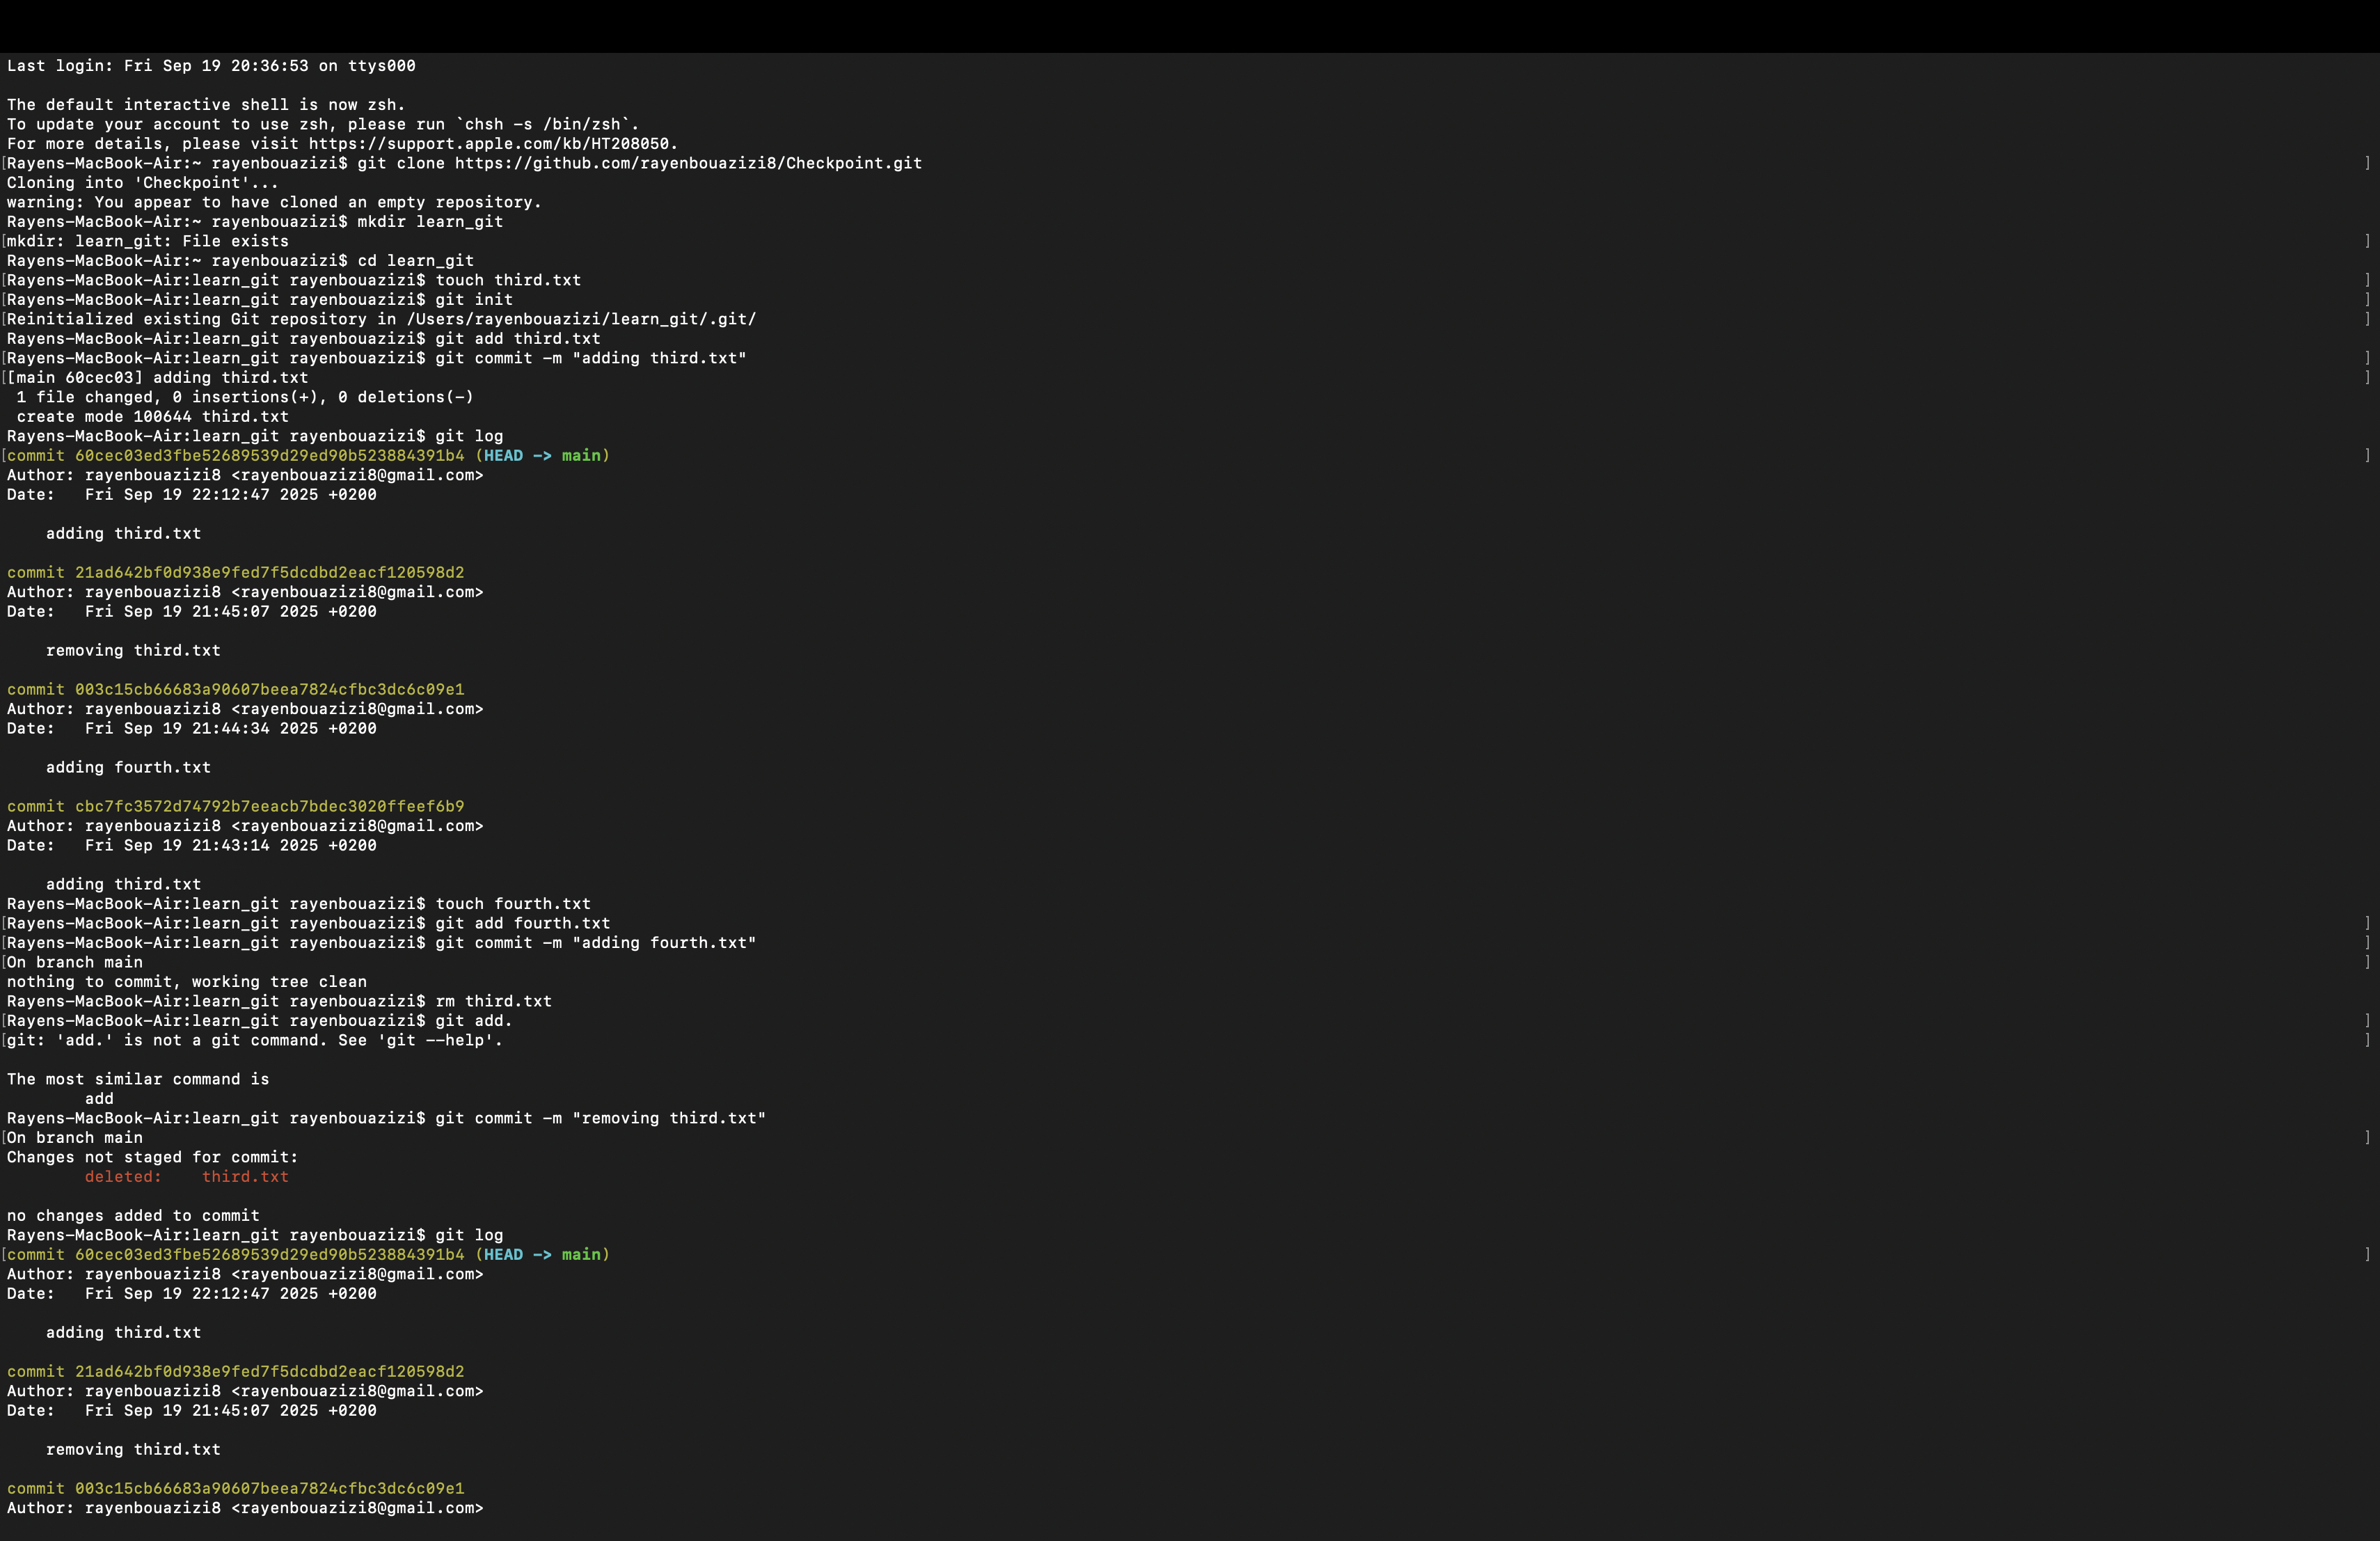 Last login: Fri Sep 19 20:36:53 on ttys000
The default interactive shell is now zsh.
To update your account to use zsh, please run `chsh -s /bin/zsh`.
For more details, please visit https://support.apple.com/kb/HT208050.
[Rayens-MacBook-Air:~ rayenbouazizi$ git clone https://github.com/rayenbouazizi8/Checkpoint.git ]
Cloning into 'Checkpoint'...
warning: You appear to have cloned an empty repository.
Rayens-MacBook-Air:~ rayenbouazizi$ mkdir learn_git
[mkdir: learn_git: File exists ]
Rayens-MacBook-Air:~ rayenbouazizi$ cd learn_git
[Rayens-MacBook-Air:learn_git rayenbouazizi$ touch third.txt ]
[Rayens-MacBook-Air:learn_git rayenbouazizi$ git init ]
[Reinitialized existing Git repository in /Users/rayenbouazizi/learn_git/.git/ ]
Rayens-MacBook-Air:learn_git rayenbouazizi$ git add third.txt
[Rayens-MacBook-Air:learn_git rayenbouazizi$ git commit -m "adding third.txt" ]
[[main 60cec03] adding third.txt ]
 1 file changed, 0 insertions(+), 0 deletions(-)
 create mode 100644 third.txt
Rayens-MacBook-Air:learn_git rayenbouazizi$ git log
[commit 60cec03ed3fbe52689539d29ed90b523884391b4 (HEAD -> main) ]
Author: rayenbouazizi8 <rayenbouazizi8@gmail.com>
Date:   Fri Sep 19 22:12:47 2025 +0200
    adding third.txt
commit 21ad642bf0d938e9fed7f5dcdbd2eacf120598d2
Author: rayenbouazizi8 <rayenbouazizi8@gmail.com>
Date:   Fri Sep 19 21:45:07 2025 +0200
    removing third.txt
commit 003c15cb66683a90607beea7824cfbc3dc6c09e1
Author: rayenbouazizi8 <rayenbouazizi8@gmail.com>
Date:   Fri Sep 19 21:44:34 2025 +0200
    adding fourth.txt
commit cbc7fc3572d74792b7eeacb7bdec3020ffeef6b9
Author: rayenbouazizi8 <rayenbouazizi8@gmail.com>
Date:   Fri Sep 19 21:43:14 2025 +0200
    adding third.txt
Rayens-MacBook-Air:learn_git rayenbouazizi$ touch fourth.txt
[Rayens-MacBook-Air:learn_git rayenbouazizi$ git add fourth.txt ]
[Rayens-MacBook-Air:learn_git rayenbouazizi$ git commit -m "adding fourth.txt" ]
[On branch main ]
nothing to commit, working tree clean
Rayens-MacBook-Air:learn_git rayenbouazizi$ rm third.txt
[Rayens-MacBook-Air:learn_git rayenbouazizi$ git add. ]
[git: 'add.' is not a git command. See 'git --help'. ]
The most similar command is
        add
Rayens-MacBook-Air:learn_git rayenbouazizi$ git commit -m "removing third.txt"
[On branch main ]
Changes not staged for commit:
        deleted:    third.txt
no changes added to commit
Rayens-MacBook-Air:learn_git rayenbouazizi$ git log
[commit 60cec03ed3fbe52689539d29ed90b523884391b4 (HEAD -> main) ]
Author: rayenbouazizi8 <rayenbouazizi8@gmail.com>
Date:   Fri Sep 19 22:12:47 2025 +0200
    adding third.txt
commit 21ad642bf0d938e9fed7f5dcdbd2eacf120598d2
Author: rayenbouazizi8 <rayenbouazizi8@gmail.com>
Date:   Fri Sep 19 21:45:07 2025 +0200
    removing third.txt
commit 003c15cb66683a90607beea7824cfbc3dc6c09e1
Author: rayenbouazizi8 <rayenbouazizi8@gmail.com>